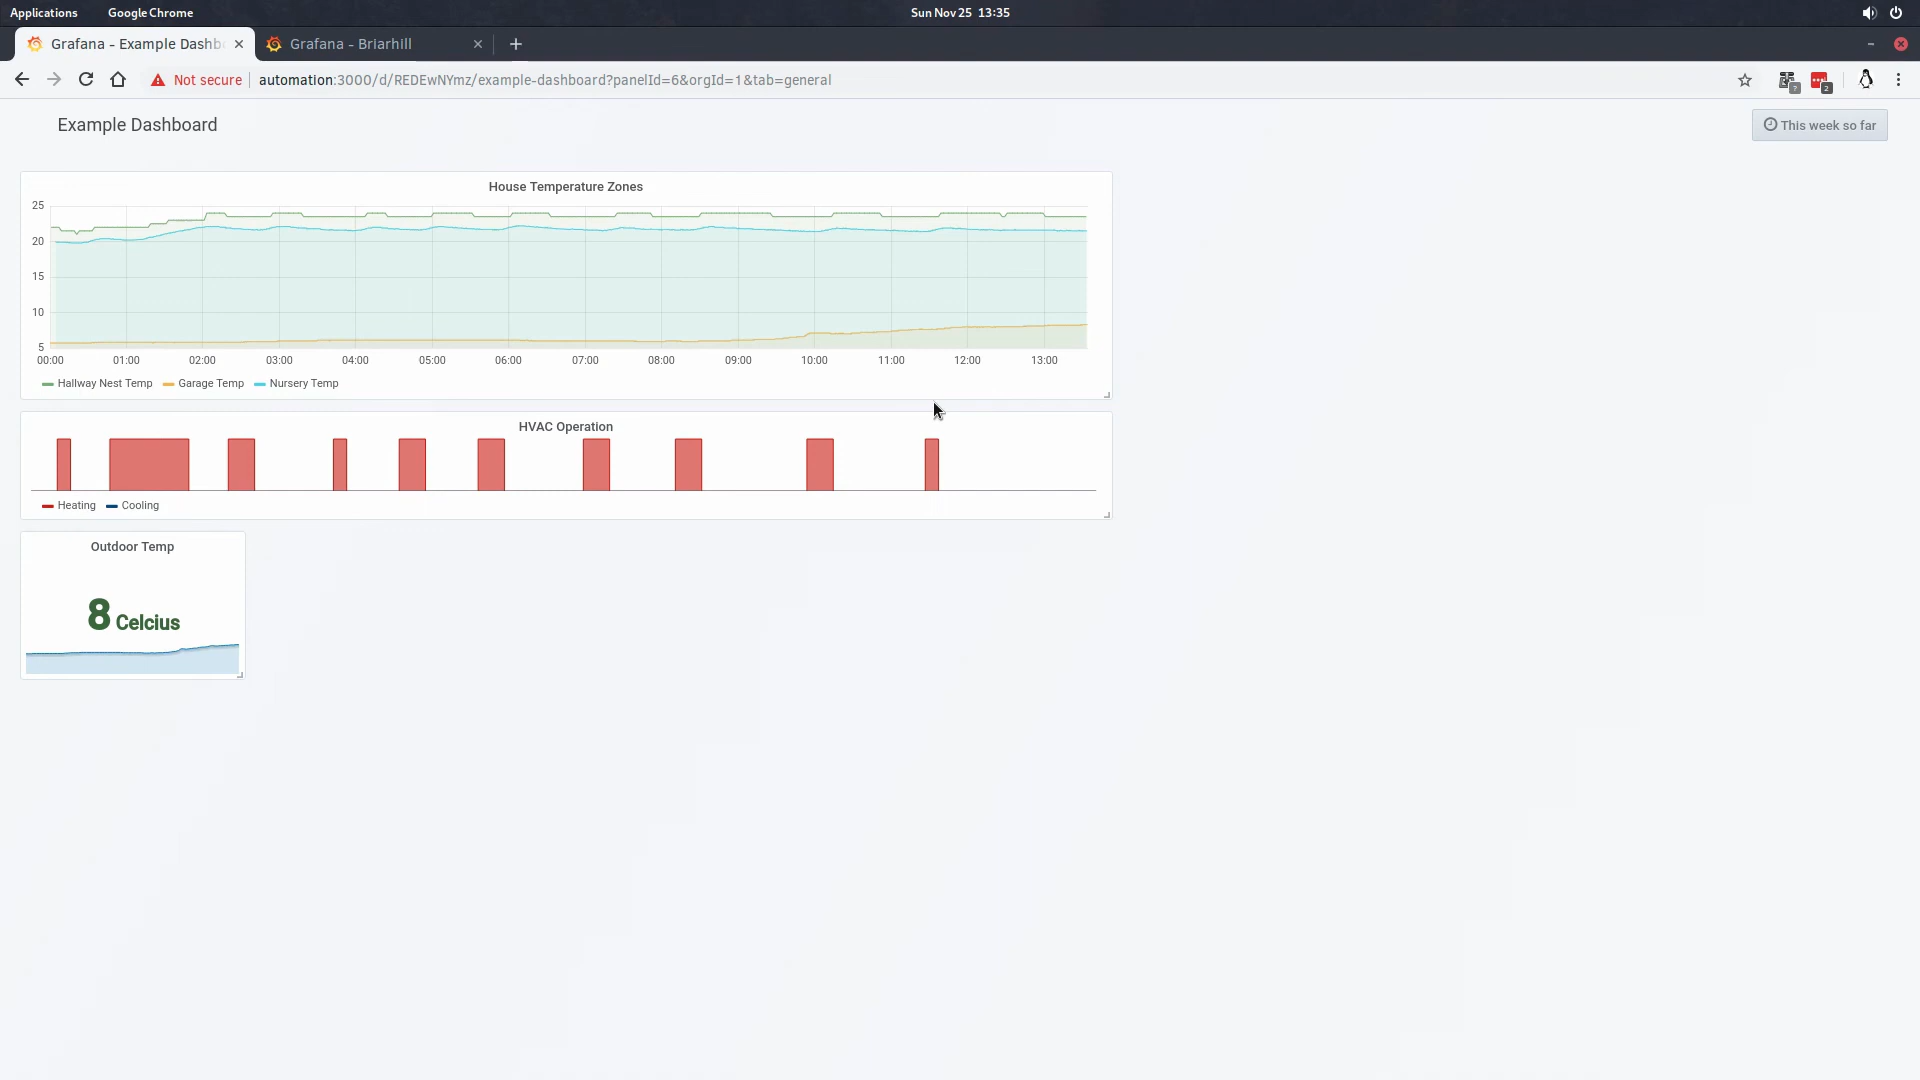 Applications Google Chrome Sun Nov 25 13:35
Grafana - Example Dashb Grafana - Briarhill
Not secure automation:3000/d/REDEwNYmz/example-dashboard?panelId=6&orgId=1&tab=general
? 2
Example Dashboard This week so far
House Temperature Zones
25
20
15
10
5
00:00 01:00 02:00 03:00 04:00 05:00 06:00 07:00 08:00 09:00 10:00 11:00 12:00 13:00
Hallway Nest Temp Garage Temp Nursery Temp
HVAC Operation
Heating Cooling
Outdoor Temp
8 Celcius